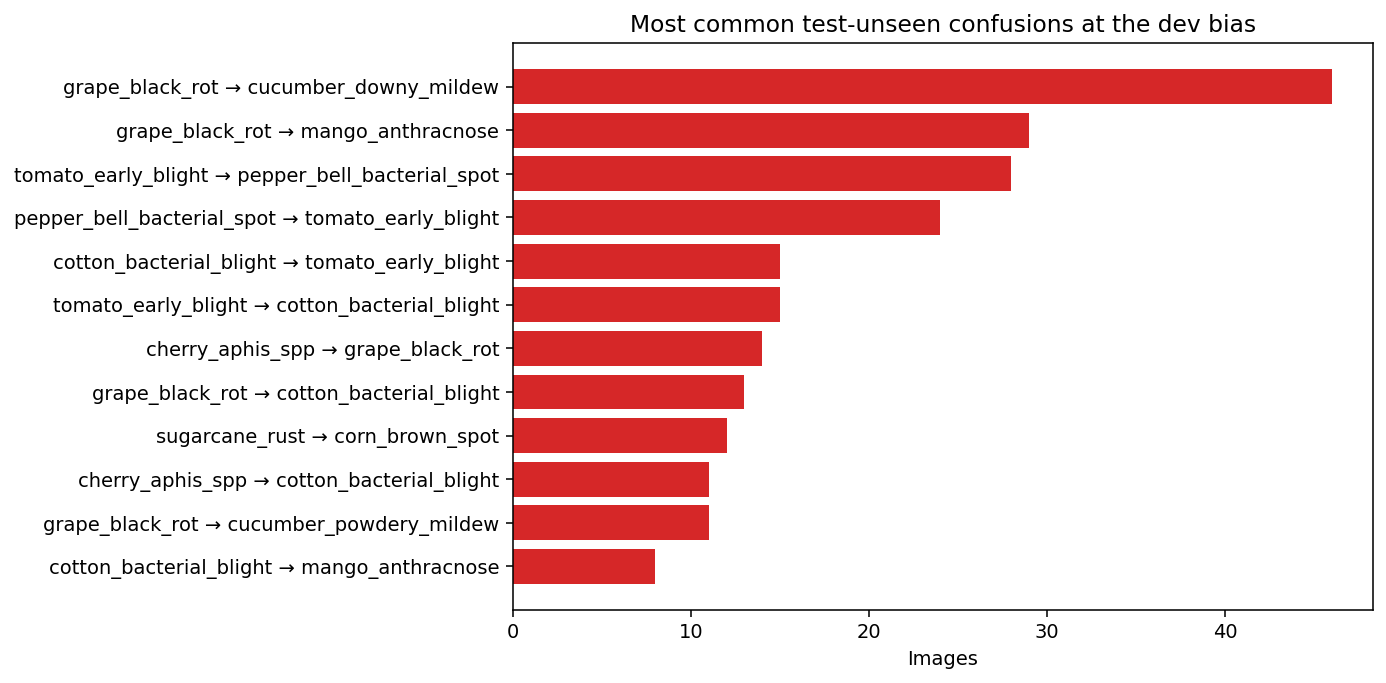 Most common test-unseen confusions at the dev bias
grape_black_rot → cucumber_downy_mildew
grape_black_rot → mango_anthracnose
tomato_early_blight → pepper_bell_bacterial_spot
pepper_bell_bacterial_spot → tomato_early_blight
cotton_bacterial_blight → tomato_early_blight
tomato_early_blight → cotton_bacterial_blight
cherry_aphis_spp → grape_black_rot
grape_black_rot → cotton_bacterial_blight
sugarcane_rust → corn_brown_spot
cherry_aphis_spp → cotton_bacterial_blight
grape_black_rot → cucumber_powdery_mildew
cotton_bacterial_blight → mango_anthracnose
0 10 20 30 40
Images